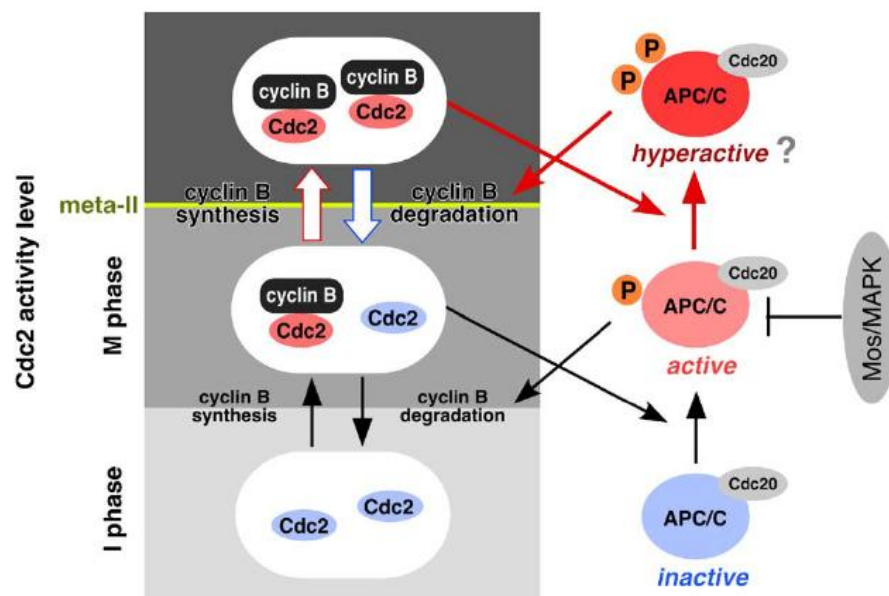 Cdc2 activity level
meta-II
M phase
I phase
cyclin B
Cdc2
cyclin B
Cdc2
cyclin B
synthesis
cyclin B
degradation
cyclin B
Cdc2
Cdc2
cyclin B
synthesis
cyclin B
degradation
Cdc2
Cdc2
P
P
APC/C
Cdc20
hyperactive ?
P
APC/C
Cdc20
active
Mos/MAPK
APC/C
Cdc20
inactive